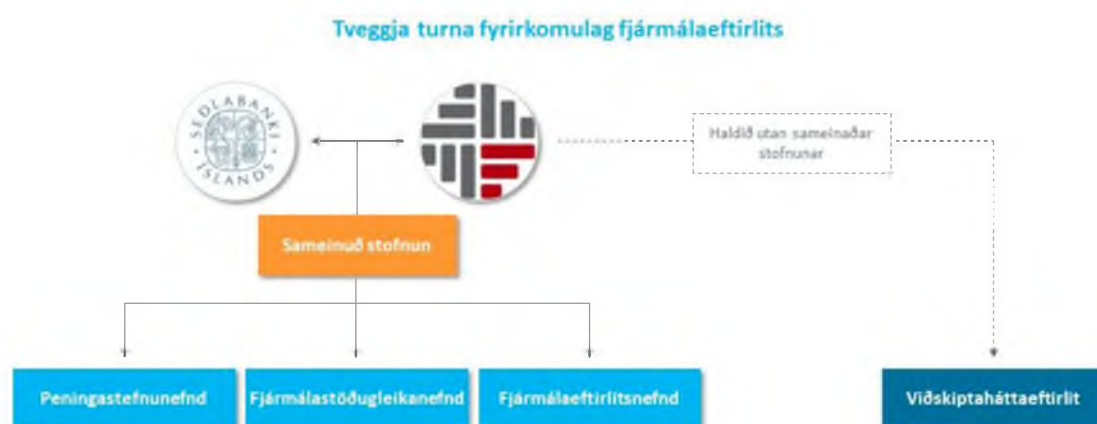 Tveggja turna fyrirkomulag fjármálaeftirlits
SEÐLABANKI
ÍSLANDS
Haldið utan sameinaðar
stofnunar
Sameinuð stofnun
Peningastefnunefnd
Fjármálastöðugleikanefnd
Fjármálaeftirlitsnefnd
Viðskiptaháttaeftirlit